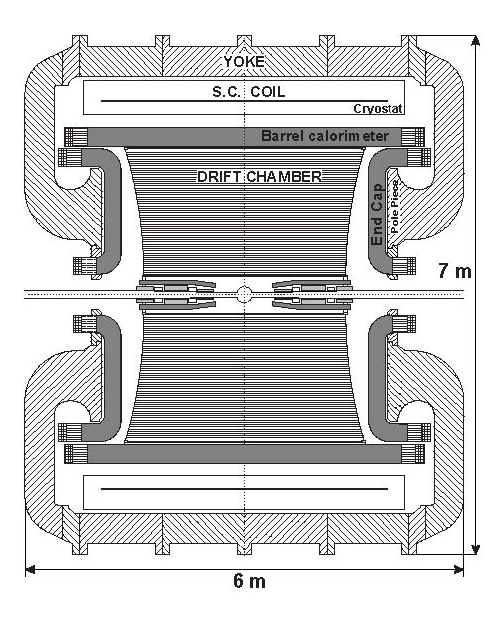 YOKE
S.C. COIL
Cryostat
Barrel calorimeter
DRIFT CHAMBER
End Cap
Pole Piece
7 m
6 m